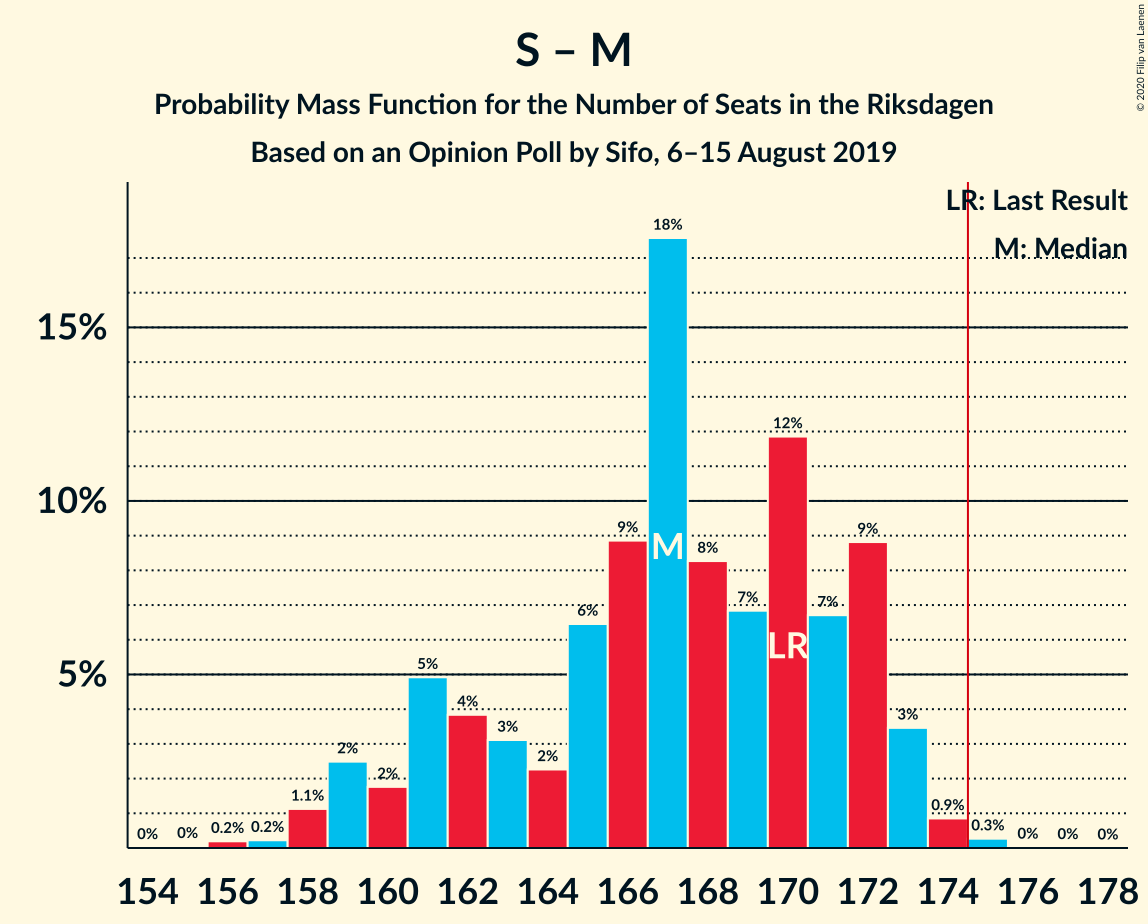 © 2020 Filip van Laenen
S – M
Probability Mass Function for the Number of Seats in the Riksdagen
Based on an Opinion Poll by Sifo, 6–15 August 2019
LR: Last Result
M: Median
15%
10%
5%
0% 0% 0.2% 0.2% 1.1% 2% 2% 5% 4% 3% 2% 6% 9% 18% 8% 7% 12% 7% 9% 3% 0.9% 0.3% 0% 0% 0%
M
LR
154 156 158 160 162 164 166 168 170 172 174 176 178